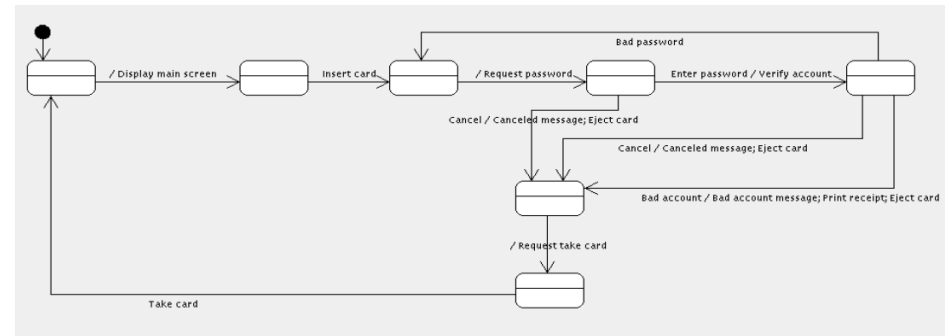 Bad password
/ Display main screen
Insert card
/ Request password
Enter password / Verify account
Cancel / Canceled message; Eject card
Cancel / Canceled message; Eject card
Bad account / Bad account message; Print receipt; Eject card
/ Request take card
Take card